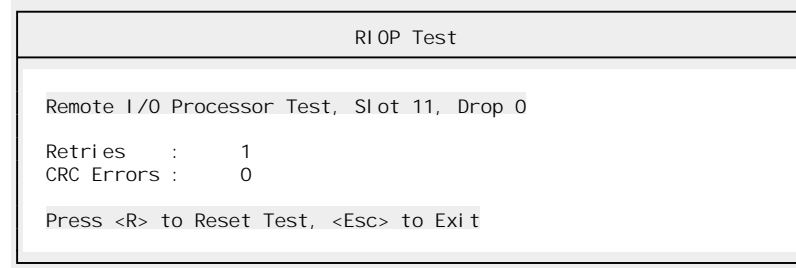 RIOP Test
Remote I/O Processor Test, Slot 11, Drop 0
Retries : 1
CRC Errors : 0
Press <R> to Reset Test, <Esc> to Exit